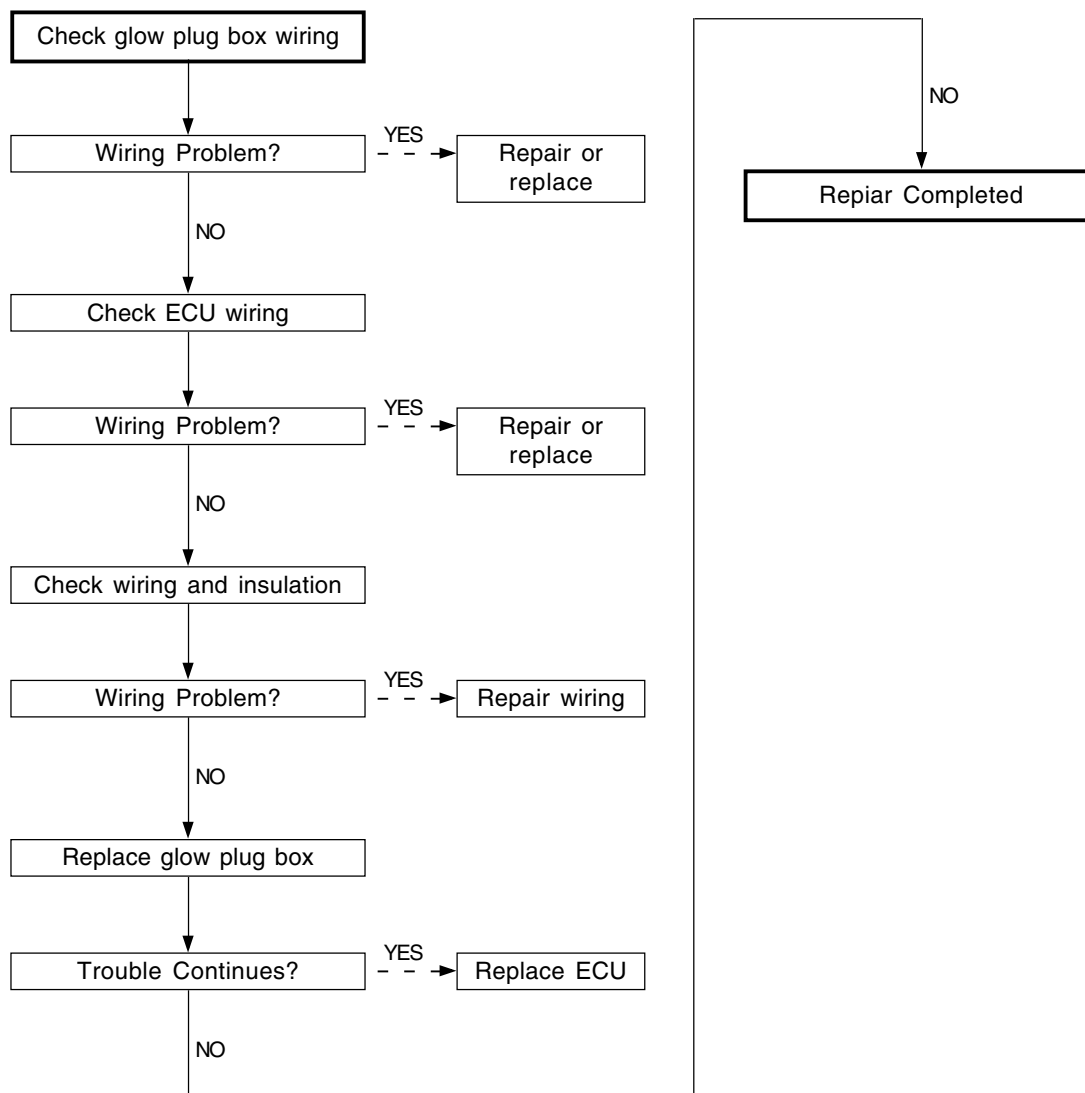 Check glow plug box wiring
Wiring Problem?
YES
Repair or
replace
NO
Check ECU wiring
Wiring Problem?
YES
Repair or
replace
NO
Check wiring and insulation
Wiring Problem?
YES
Repair wiring
NO
Replace glow plug box
Trouble Continues?
YES
Replace ECU
NO
NO
Repiar Completed